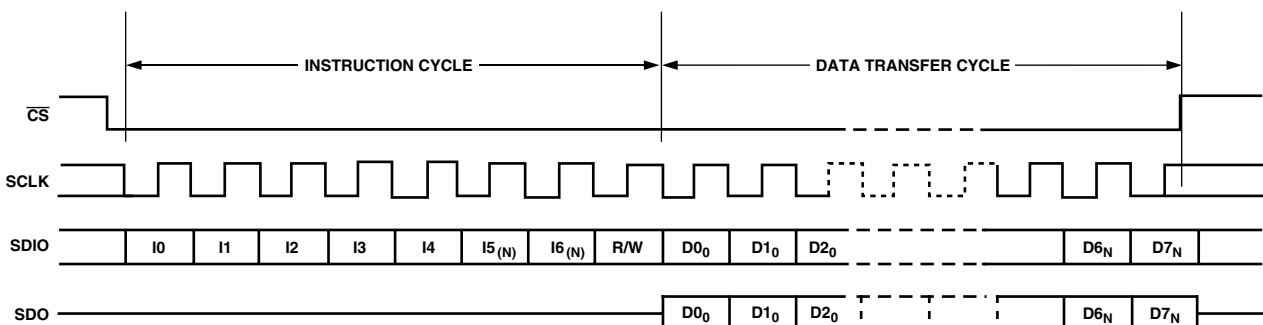 INSTRUCTION CYCLE DATA TRANSFER CYCLE
CS
SCLK
SDIO I0 I1 I2 I3 I4 I5(N) I6(N) R/W D00 D10 D20 D6N D7N
SDO D00 D10 D20 D6N D7N